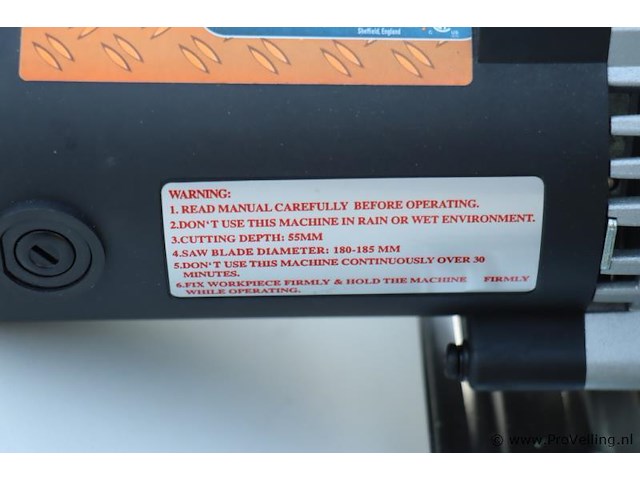 Sheffield, England
WARNING:
1. READ MANUAL CAREFULLY BEFORE OPERATING.
2.DON'T USE THIS MACHINE IN RAIN OR WET ENVIRONMENT.
3.CUTTING DEPTH: 55MM
4.SAW BLADE DIAMETER: 180-185 MM
5.DON'T USE THIS MACHINE CONTINUOUSLY OVER 30
MINUTES.
6.FIX WORKPIECE FIRMLY & HOLD THE MACHINE FIRMLY
WHILE OPERATING.
© www.ProVeiling.nl